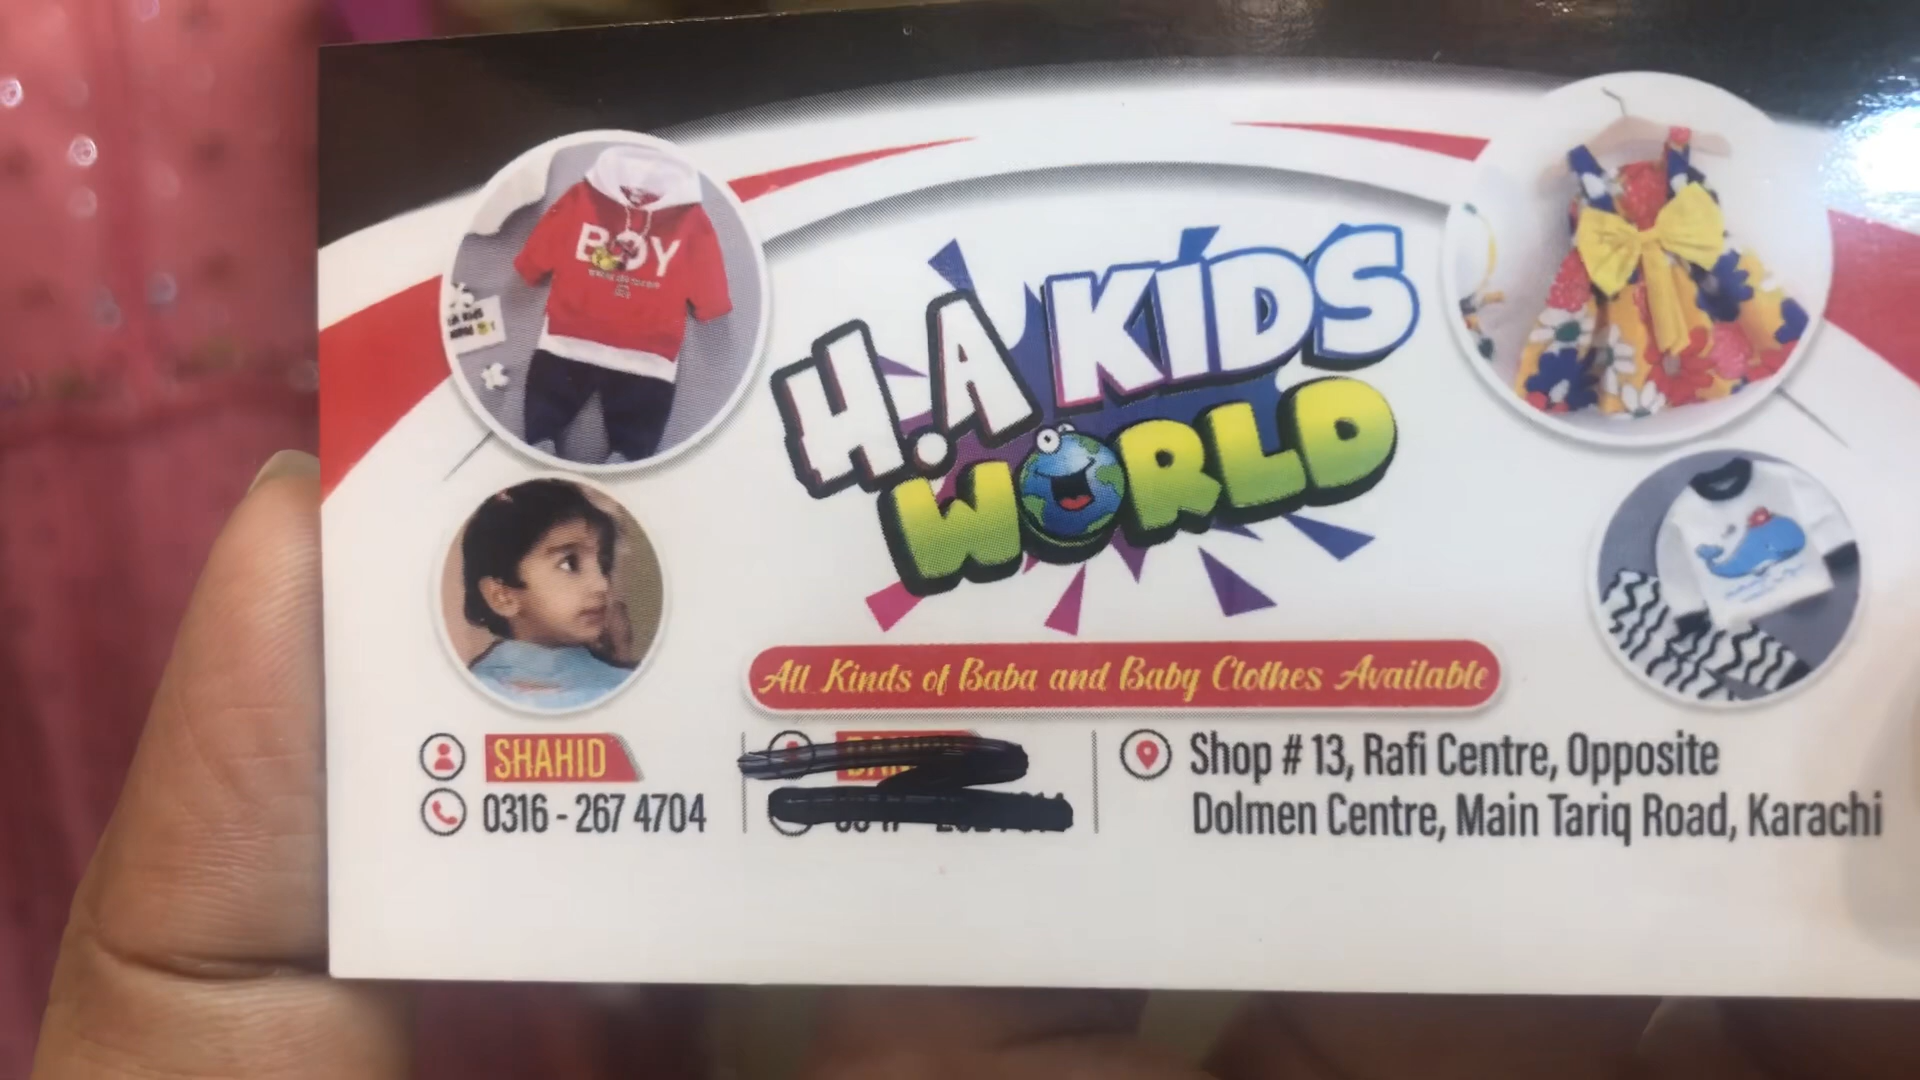 BOY
H.A KIDS
WORLD
All Kinds of Baba and Baby Clothes Available
SHAHID
0316 - 267 4704
Shop # 13, Rafi Centre, Opposite
Dolmen Centre, Main Tariq Road, Karachi